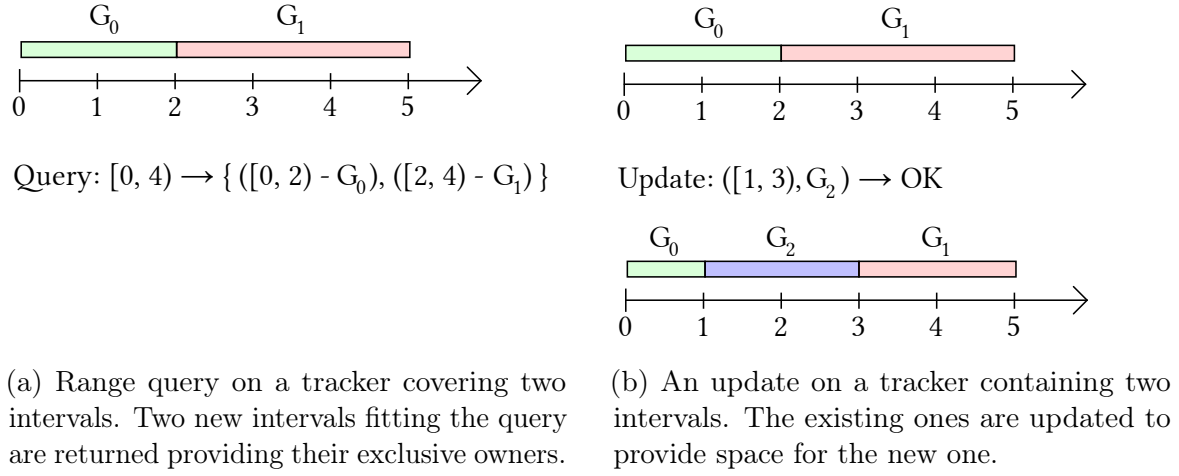 G₀ G₁
0 1 2 3 4 5
Query: [0, 4) → { ([0, 2) - G₀), ([2, 4) - G₁) }
(a) Range query on a tracker covering two
intervals. Two new intervals fitting the query
are returned providing their exclusive owners.
G₀ G₁
0 1 2 3 4 5
Update: ([1, 3), G₂ ) → OK
G₀ G₂ G₁
0 1 2 3 4 5
(b) An update on a tracker containing two
intervals. The existing ones are updated to
provide space for the new one.